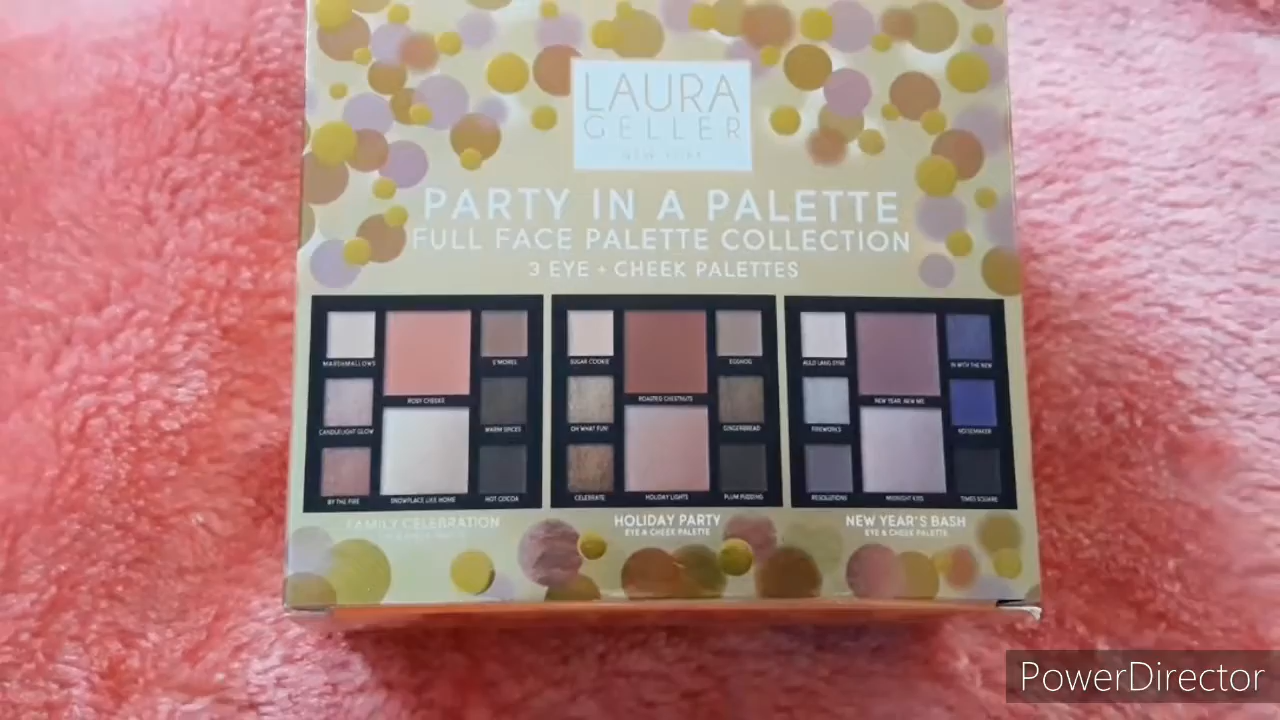 LAURA
GELLER
NEW YORK
PARTY IN A PALETTE
FULL FACE PALETTE COLLECTION
3 EYE + CHEEK PALETTES
MARSHMALLOWS
ROSY CHEEKS
S'MORES
CANDLELIGHT GLOW
WARM SPICES
BY THE FIRE
SNOWPLACE LIKE HOME
HOT COCOA
FAMILY CELEBRATION
SUGAR COOKIE
ROASTED CHESTNUTS
EGGNOG
OH WHAT FUN!
GINGERBREAD
CELEBRATE
HOLIDAY LIGHTS
PLUM PUDDING
HOLIDAY PARTY
EYE & CHEEK PALETTE
AULD LANG SYNE
NEW YEAR, NEW ME
IN WITH THE NEW
FIREWORKS
NOISEMAKER
RESOLUTIONS
MIDNIGHT KISS
TIMES SQUARE
NEW YEAR'S BASH
EYE & CHEEK PALETTE
PowerDirector